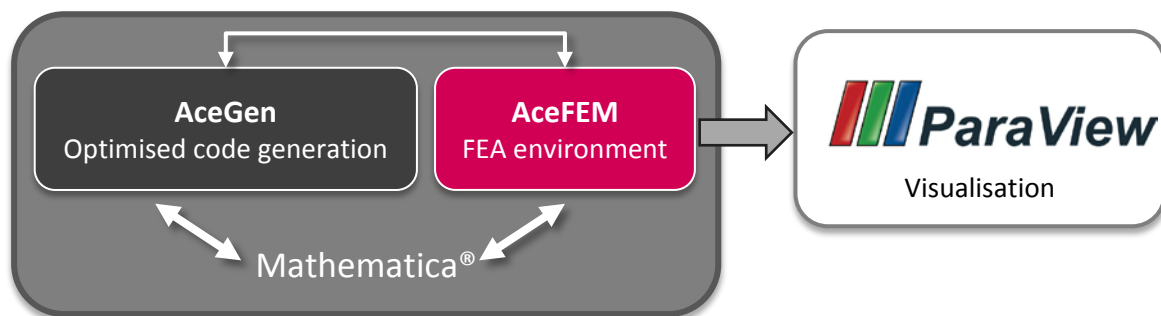 AceGen
Optimised code generation
AceFEM
FEA environment
Mathematica®
ParaView
Visualisation